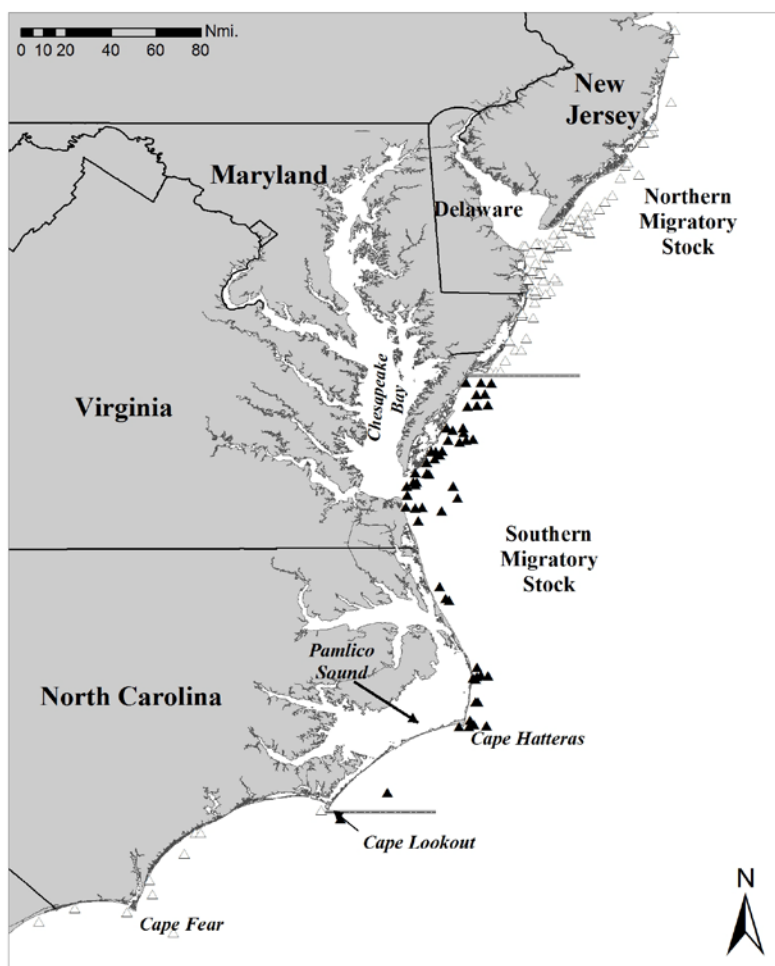 Nmi.
0 10 20 40 60 80
New
Jersey
Maryland
Delaware
Northern
Migratory
Stock
Chesapeake
Bay
Virginia
Southern
Migratory
Stock
Pamlico
Sound
North Carolina
Cape Hatteras
Cape Lookout
Cape Fear
N